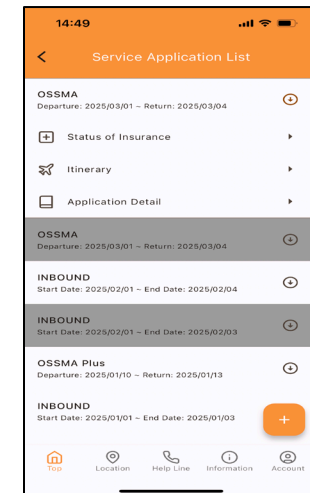 14:49
Service Application List
OSSMA
Departure: 2025/03/01 ~ Return: 2025/03/04
Status of Insurance
Itinerary
Application Detail
OSSMA
Departure: 2025/03/01 ~ Return: 2025/03/04
INBOUND
Start Date: 2025/02/01 ~ End Date: 2025/02/04
INBOUND
Start Date: 2025/02/01 ~ End Date: 2025/02/03
OSSMA Plus
Departure: 2025/01/10 ~ Return: 2025/01/13
INBOUND
Start Date: 2025/01/01 ~ End Date: 2025/01/03
Top Location Help Line Information Account